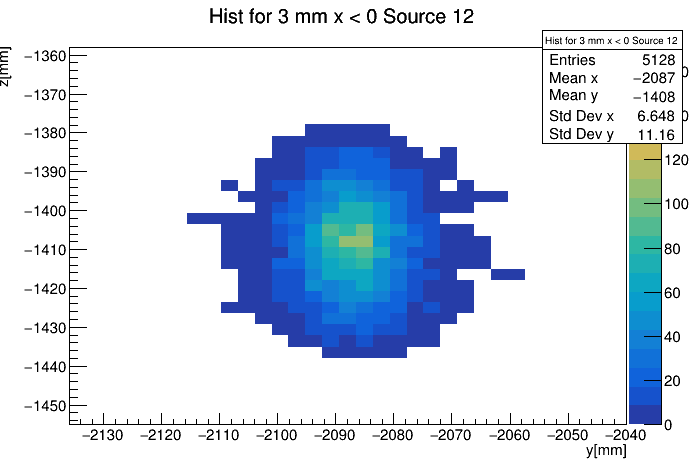 Hist for 3 mm x < 0 Source 12
z[mm]
Hist for 3 mm x < 0 Source 12
Entries 5128
Mean x −2087
Mean y −1408
Std Dev x 6.648
Std Dev y 11.16
−1360
−1370
−1380
−1390
−1400
−1410
−1420
−1430
−1440
−1450
120
100
80
60
40
20
0
−2130 −2120 −2110 −2100 −2090 −2080 −2070 −2060 −2050 −2040
y[mm]